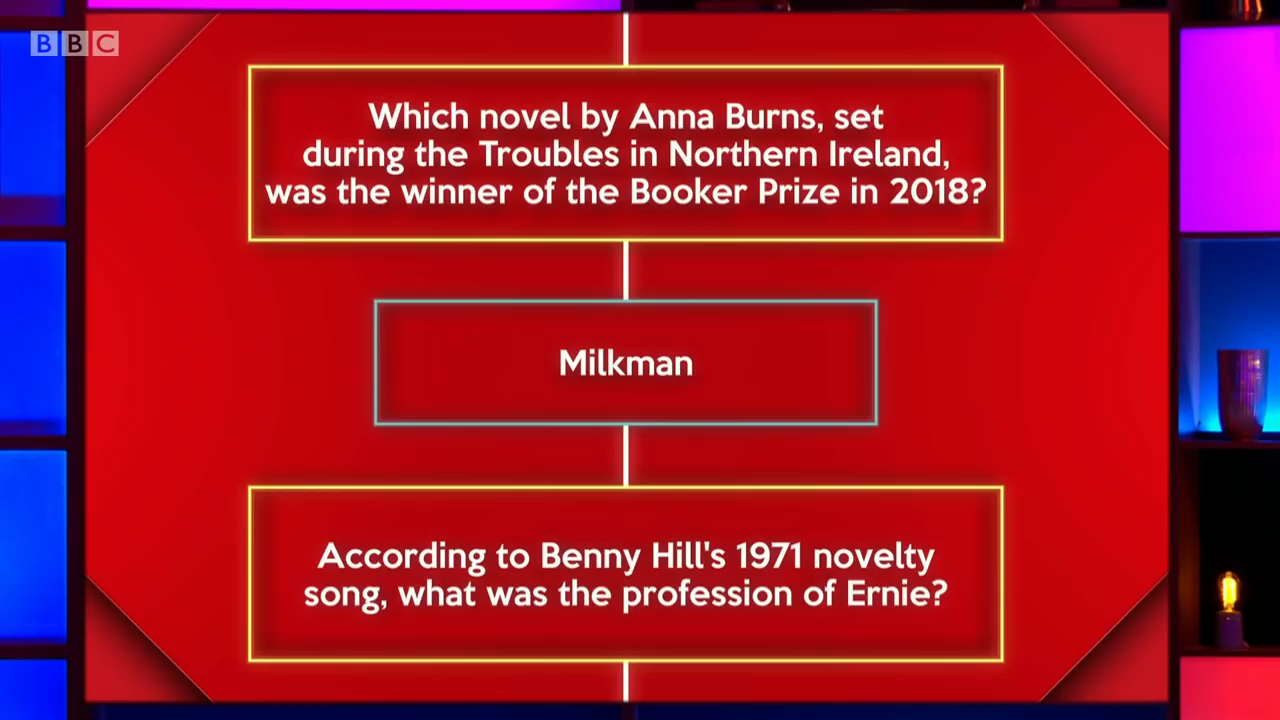 BBC
Which novel by Anna Burns, set
during the Troubles in Northern Ireland,
was the winner of the Booker Prize in 2018?
Milkman
According to Benny Hill's 1971 novelty
song, what was the profession of Ernie?